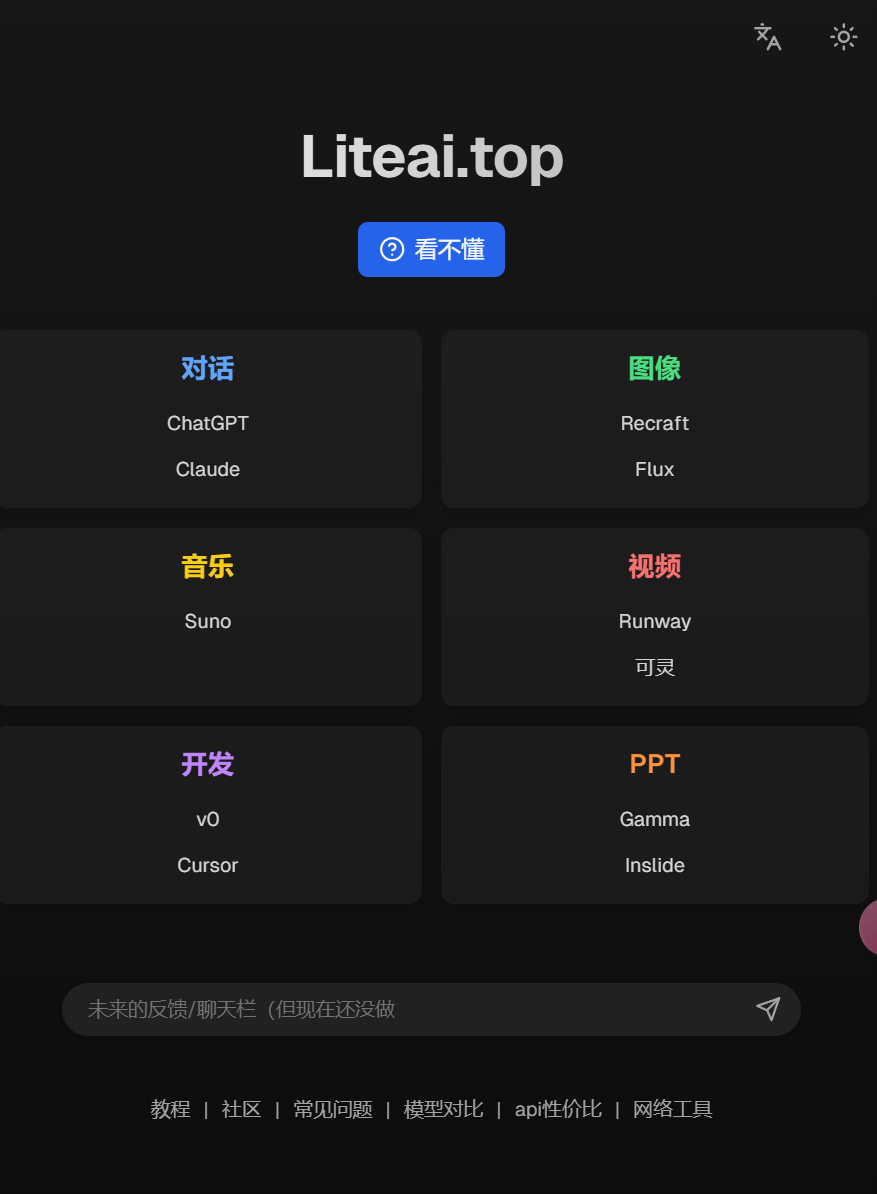 Liteai.top
看不懂
对话
ChatGPT
Claude
图像
Recraft
Flux
音乐
Suno
视频
Runway
可灵
开发
v0
Cursor
PPT
Gamma
Inslide
未来的反馈/聊天栏（但现在还没做
教程 | 社区 | 常见问题 | 模型对比 | api性价比 | 网络工具